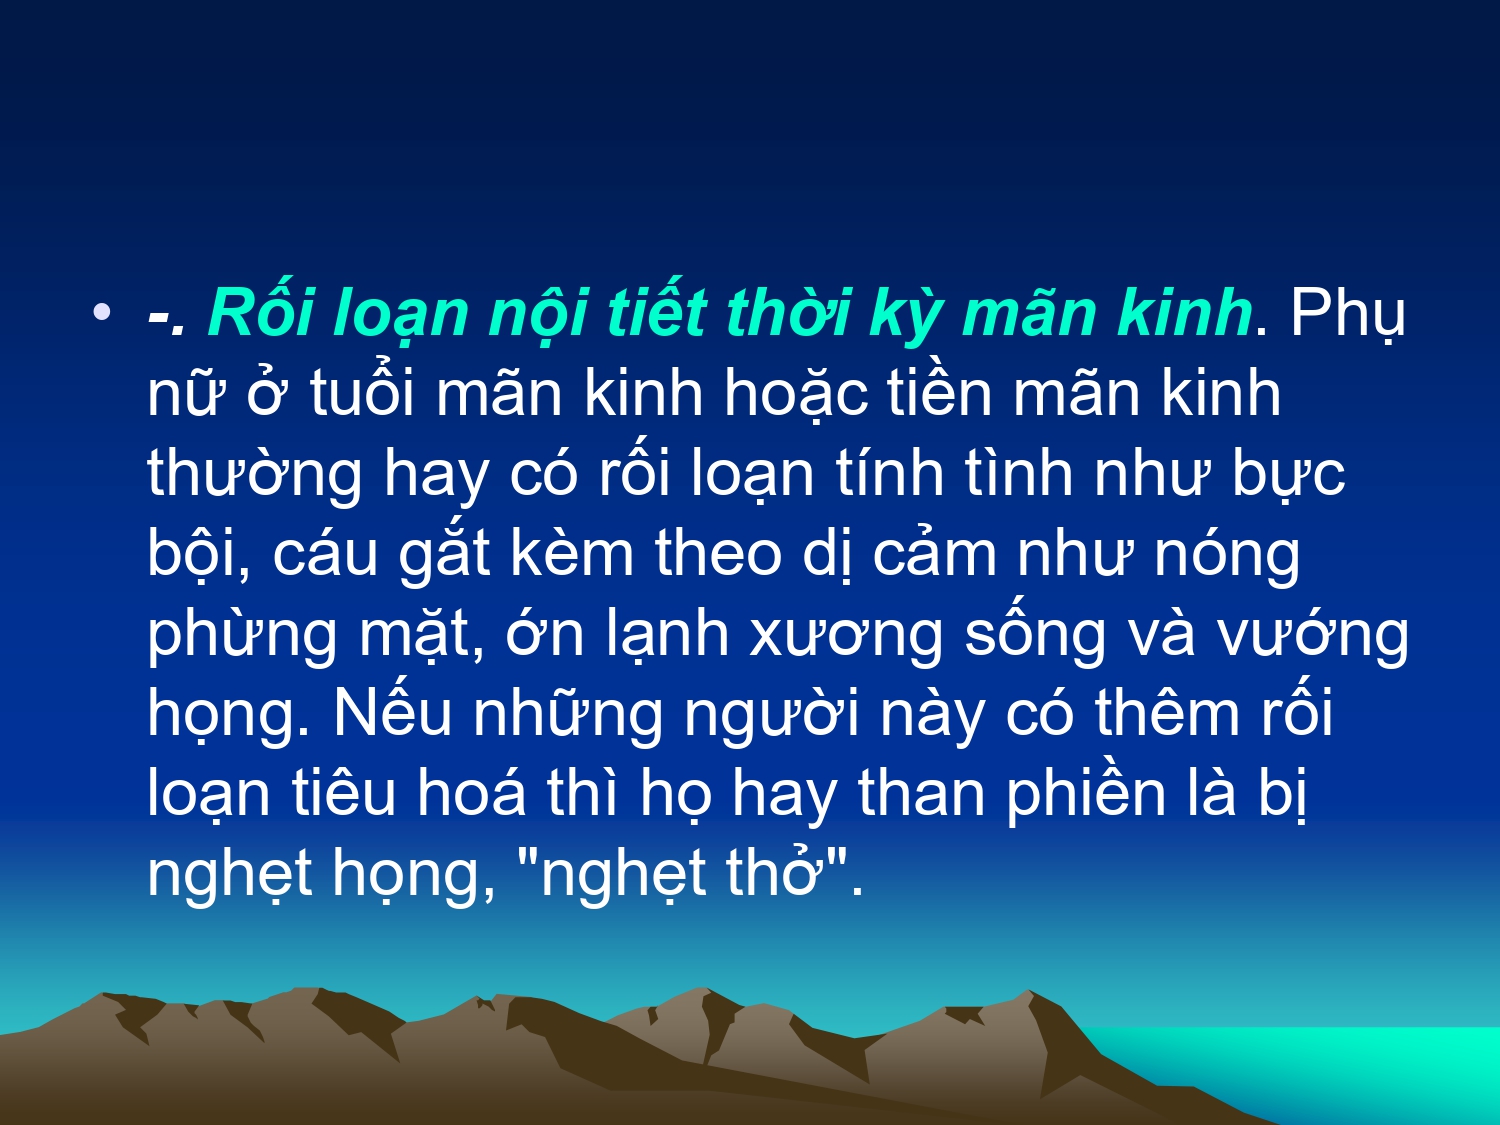 • -. Rối loạn nội tiết thời kỳ mãn kinh. Phụ
nữ ở tuổi mãn kinh hoặc tiền mãn kinh
thường hay có rối loạn tính tình như bực
bội, cáu gắt kèm theo dị cảm như nóng
phừng mặt, ớn lạnh xương sống và vướng
họng. Nếu những người này có thêm rối
loạn tiêu hoá thì họ hay than phiền là bị
nghẹt họng, "nghẹt thở".